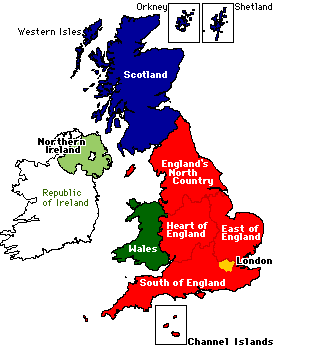 Orkney
Shetland
Western Isles
Scotland
Northern
Ireland
England's
North
Country
Republic
of Ireland
Heart of
England
East of
England
Wales
London
South of England
Channel Islands